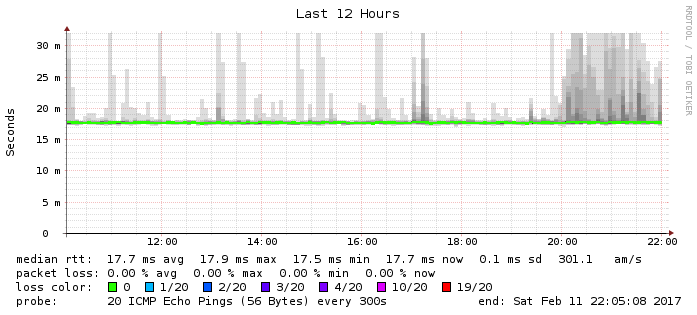 Last 12 Hours
RRDTOOL / TOBI OETIKER
Seconds
30 m
25 m
20 m
15 m
10 m
5 m
0
12:00 14:00 16:00 18:00 20:00 22:00
median rtt: 17.7 ms avg 17.9 ms max 17.5 ms min 17.7 ms now 0.1 ms sd 301.1 am/s
packet loss: 0.00 % avg 0.00 % max 0.00 % min 0.00 % now
loss color: 0 1/20 2/20 3/20 4/20 10/20 19/20
probe: 20 ICMP Echo Pings (56 Bytes) every 300s end: Sat Feb 11 22:05:08 2017